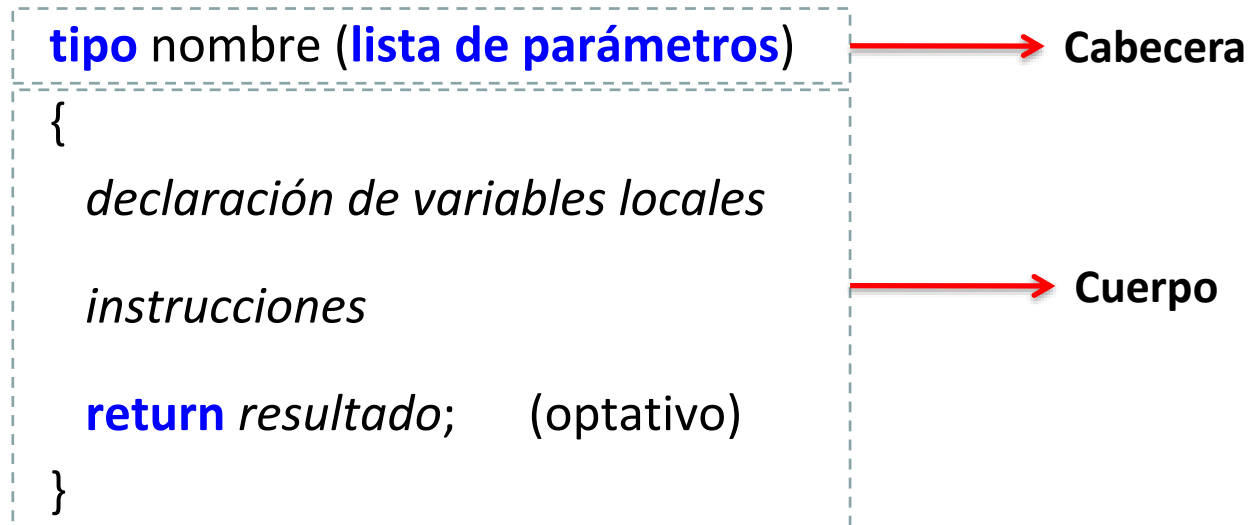 tipo nombre (lista de parámetros)
Cabecera
{
declaración de variables locales
instrucciones
Cuerpo
return resultado; (optativo)
}